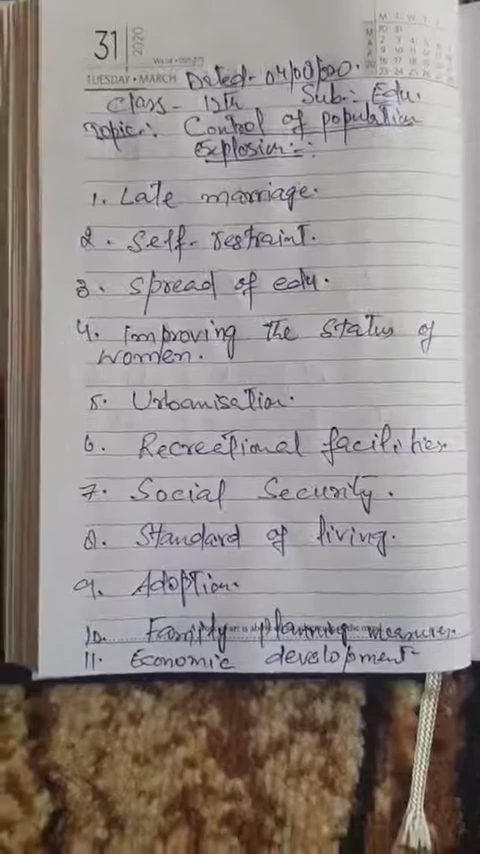 31
2020
TUESDAY • MARCH Dated- 04/08/020.
Class- 12th Sub.: Edu.
Topic:- Control of population
explosion:-:
1. Late marriage.
2. Self-restraint.
3. Spread of edu.
4. improving the status of
women.
5. Urbanisation.
6. Recreational facilities.
7. Social Security.
8. Standard of living.
9. Adoption.
10. Family planning measures.
11. Economic development